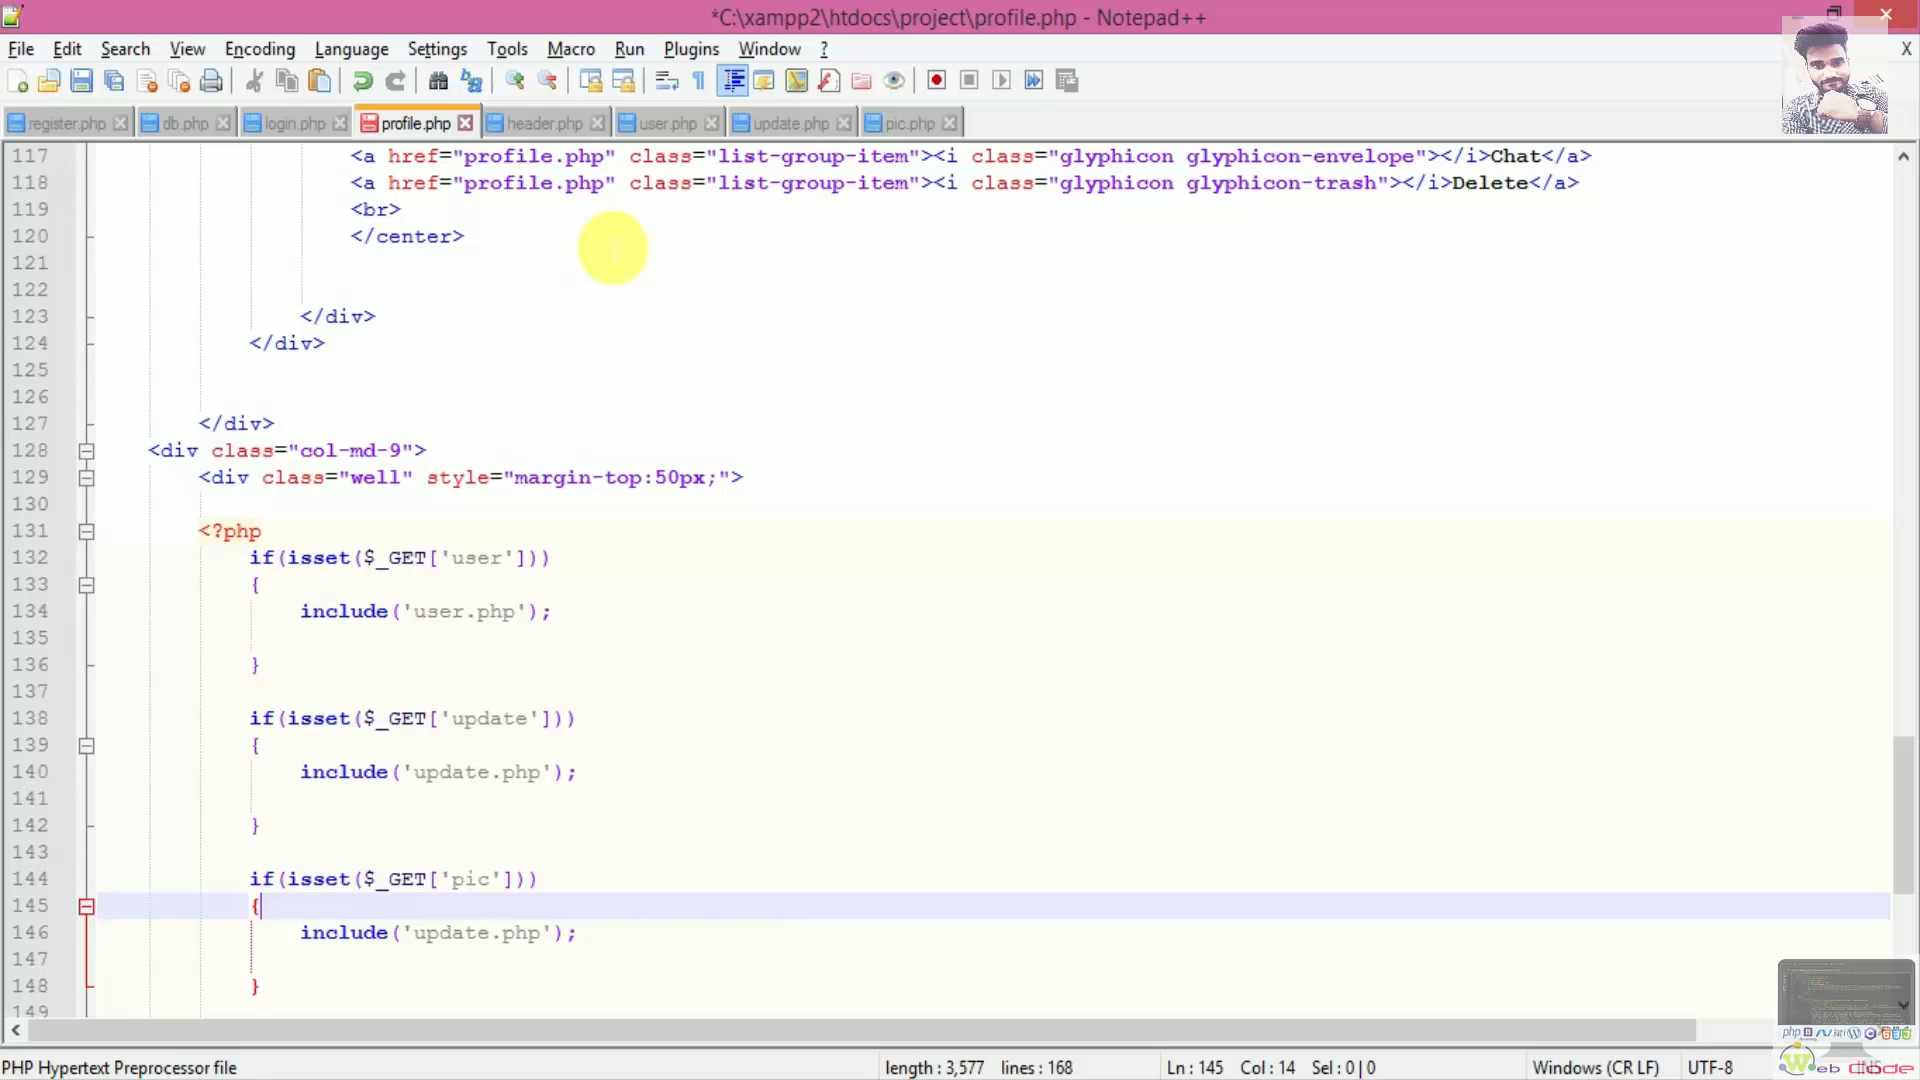 *C:\xampp2\htdocs\project\profile.php - Notepad++
File Edit Search View Encoding Language Settings Tools Macro Run Plugins Window ? X
register.php db.php login.php profile.php header.php user.php update.php pic.php
117 <a href="profile.php" class="list-group-item"><i class="glyphicon glyphicon-envelope"></i>Chat</a>
118 <a href="profile.php" class="list-group-item"><i class="glyphicon glyphicon-trash"></i>Delete</a>
119 <br>
120 </center>
121
122
123 </div>
124 </div>
125
126
127 </div>
128 <div class="col-md-9">
129 <div class="well" style="margin-top:50px;">
130
131 <?php
132 if(isset($_GET['user']))
133 {
134 include('user.php');
135
136 }
137
138 if(isset($_GET['update']))
139 {
140 include('update.php');
141
142 }
143
144 if(isset($_GET['pic']))
145 {
146 include('update.php');
147
148 }
149
PHP Hypertext Preprocessor file length : 3,577 lines : 168 Ln : 145 Col : 14 Sel : 0 | 0 Windows (CR LF) UTF-8
Web Code